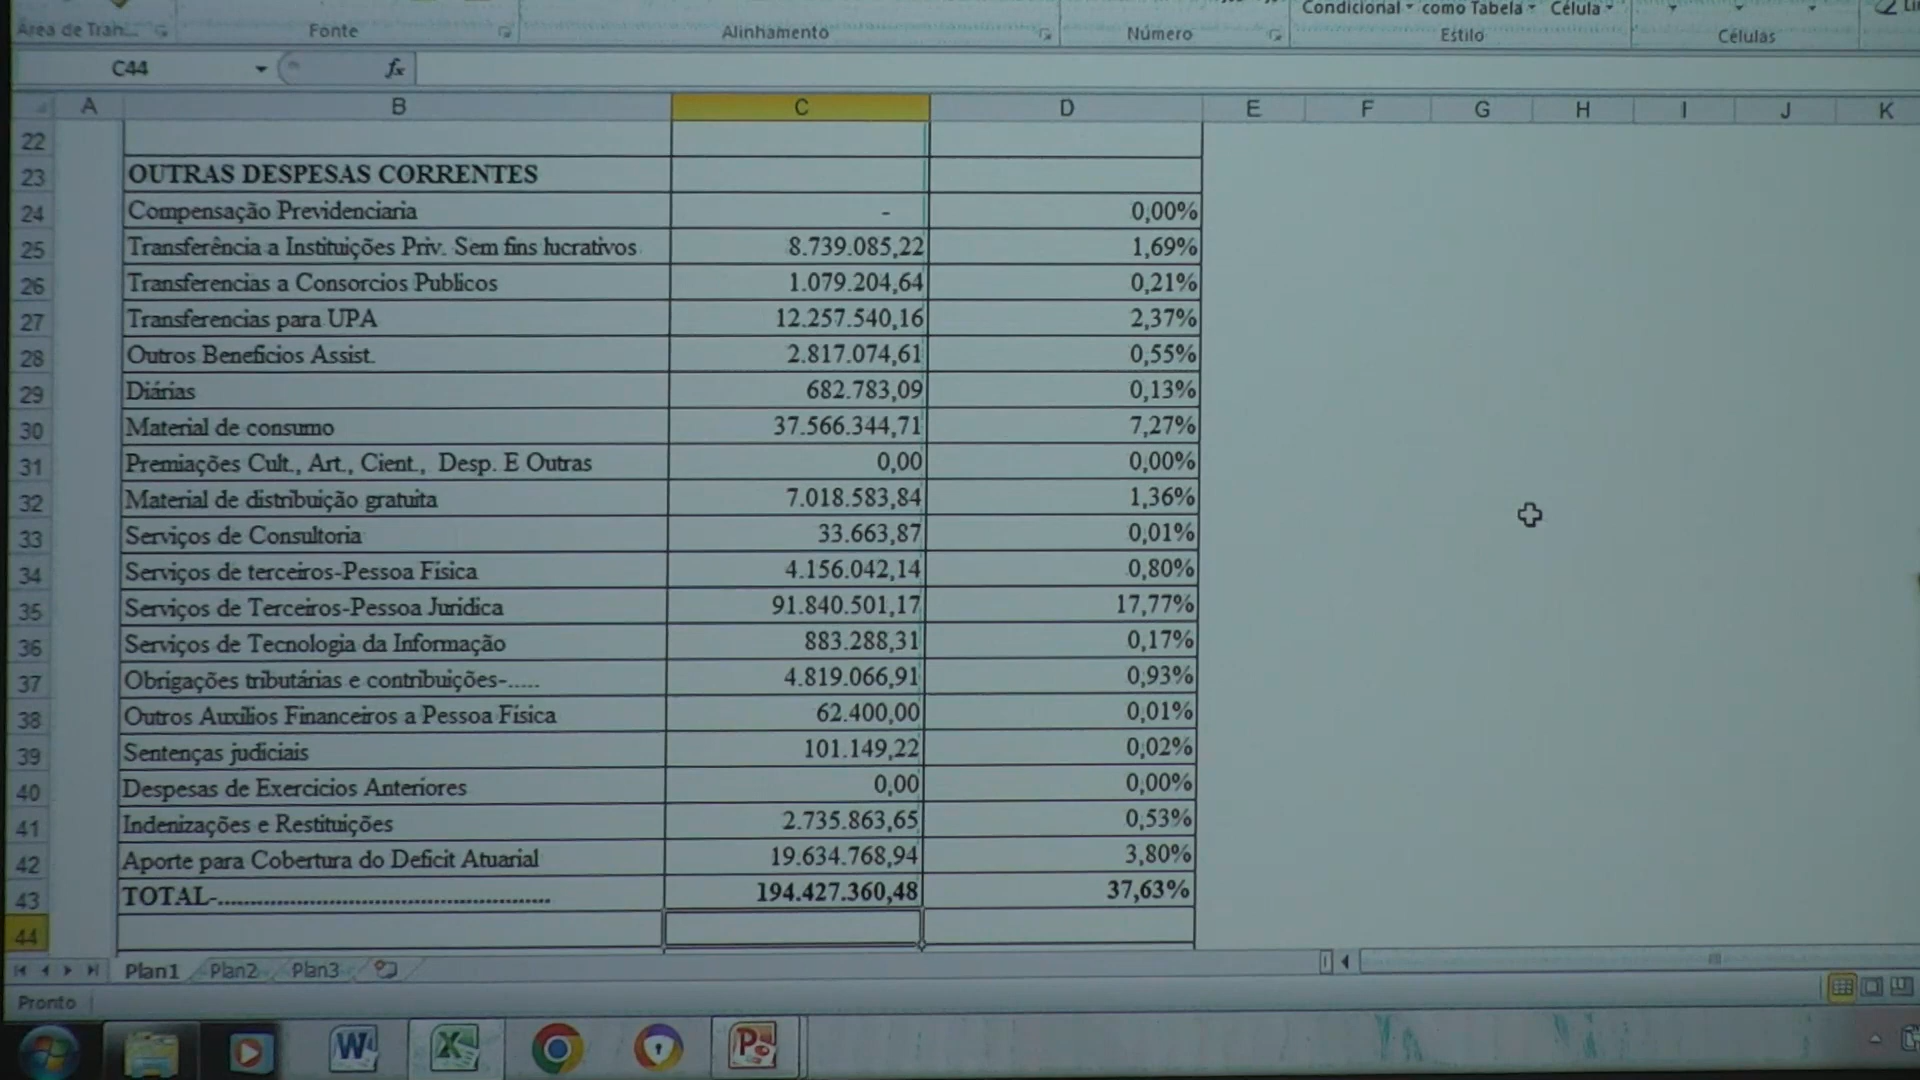 Área de Tran...
Fonte
Alinhamento
Número
Condicional como Tabela Célula
Estilo
Células
C44
fx
A B C D E F G H I J K
22
23 OUTRAS DESPESAS CORRENTES
24 Compensação Previdenciaria - 0,00%
25 Transferência a Instituições Priv. Sem fins lucrativos 8.739.085,22 1,69%
26 Transferencias a Consorcios Publicos 1.079.204,64 0,21%
27 Transferencias para UPA 12.257.540,16 2,37%
28 Outros Beneficios Assist. 2.817.074,61 0,55%
29 Diárias 682.783,09 0,13%
30 Material de consumo 37.566.344,71 7,27%
31 Premiações Cult., Art., Cient., Desp. E Outras 0,00 0,00%
32 Material de distribuição gratuita 7.018.583,84 1,36%
33 Serviços de Consultoria 33.663,87 0,01%
34 Serviços de terceiros-Pessoa Física 4.156.042,14 0,80%
35 Serviços de Terceiros-Pessoa Juridica 91.840.501,17 17,77%
36 Serviços de Tecnologia da Informação 883.288,31 0,17%
37 Obrigações tributárias e contribuições-..... 4.819.066,91 0,93%
38 Outros Auxílios Financeiros a Pessoa Física 62.400,00 0,01%
39 Sentenças judiciais 101.149,22 0,02%
40 Despesas de Exercicios Anteriores 0,00 0,00%
41 Indenizações e Restituições 2.735.863,65 0,53%
42 Aporte para Cobertura do Deficit Atuarial 19.634.768,94 3,80%
43 TOTAL-................................................... 194.427.360,48 37,63%
44
Plan1 Plan2 Plan3
Pronto